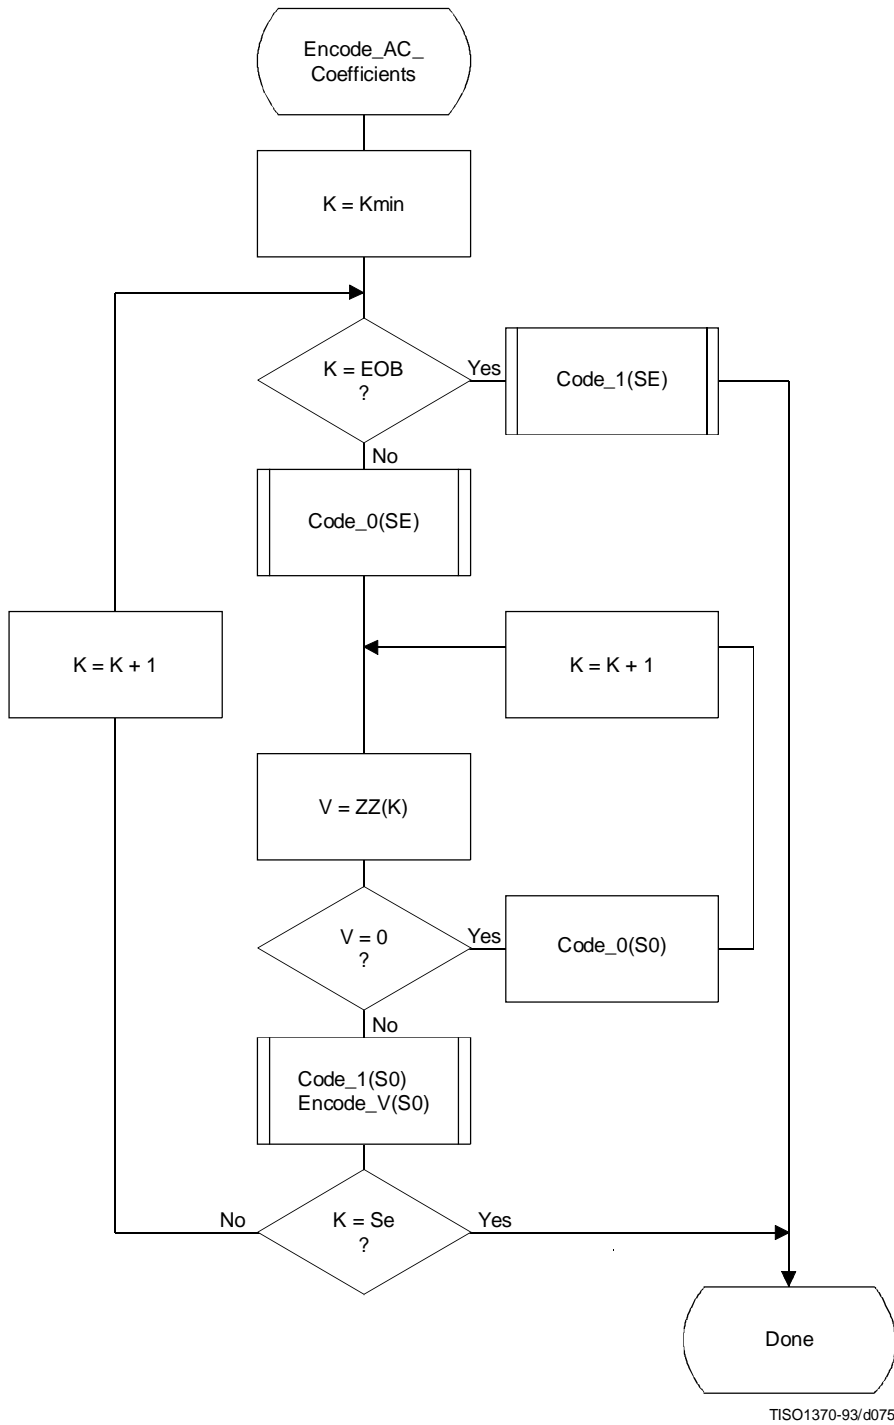 Encode_AC_
Coefficients
K = Kmin
K = EOB
?
Yes
Code_1(SE)
No
Code_0(SE)
K = K + 1
K = K + 1
V = ZZ(K)
V = 0
?
Yes
Code_0(S0)
No
Code_1(S0)
Encode_V(S0)
No
K = Se
?
Yes
Done
TISO1370-93/d075